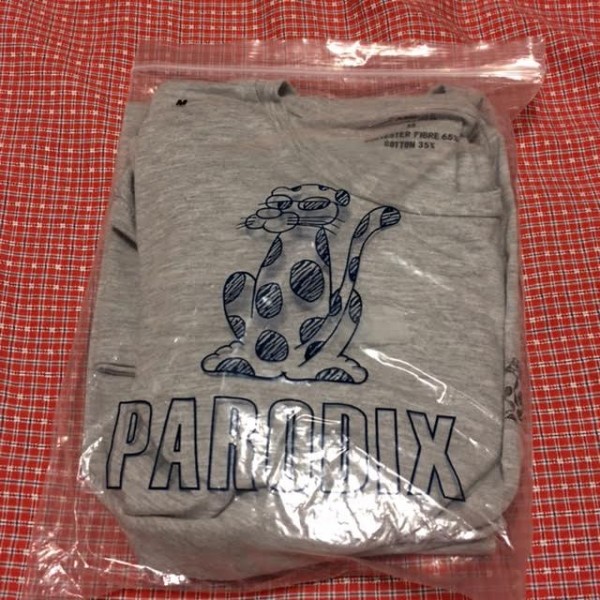 M
FIBRE 65%
COTTON 35%
PARODIX